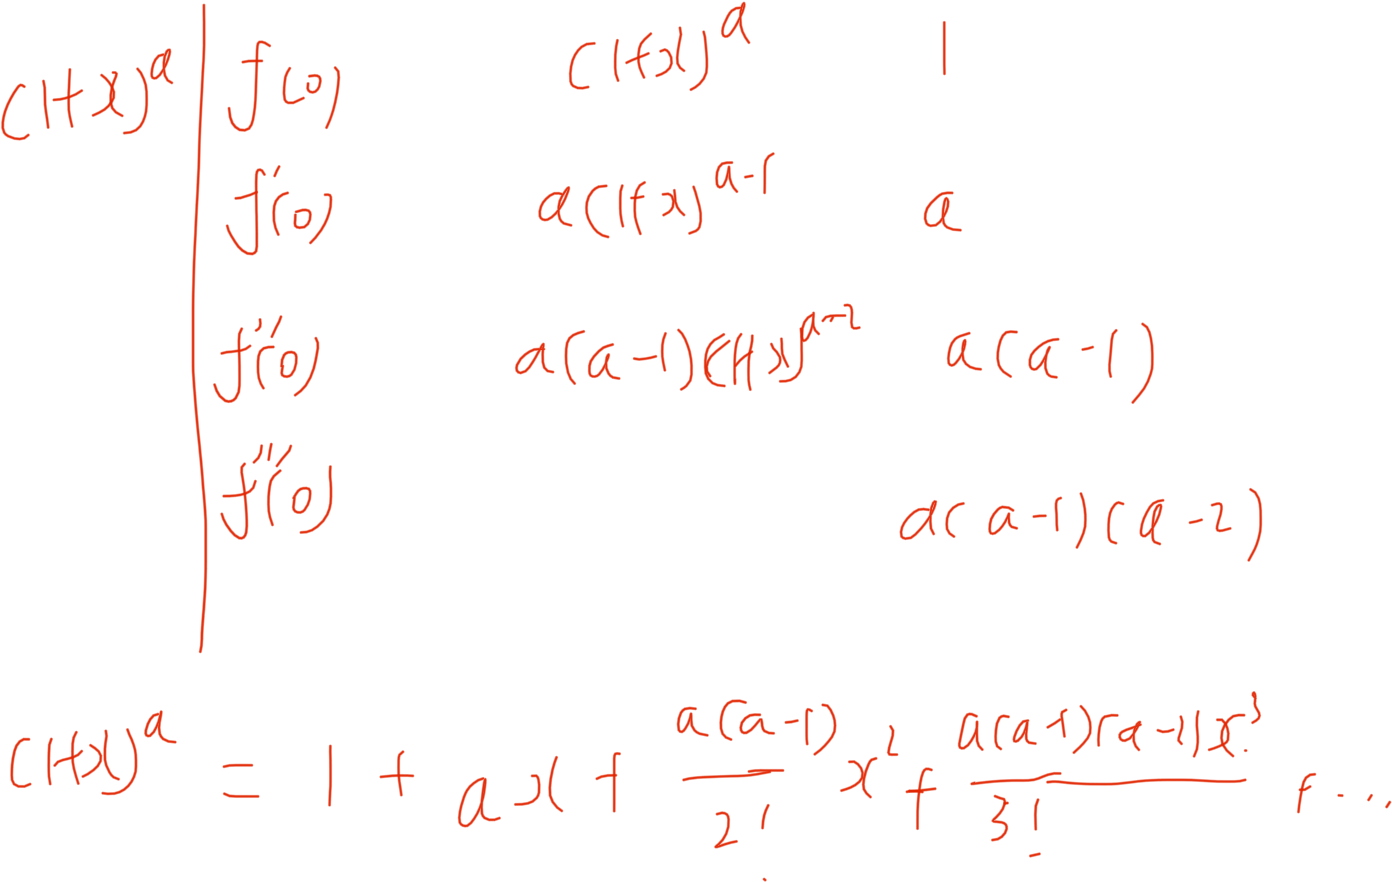 (1+x)^a | f(0) (1+x)^a 1
f'(0) a(1+x)^{a-1} a
f''(0) a(a-1)(1+x)^{a-2} a(a-1)
f'''(0) a(a-1)(a-2)
(1+x)^a = 1 + ax + \frac{a(a-1)}{2!} x^2 + \frac{a(a-1)(a-2)x^3}{3!} + ...